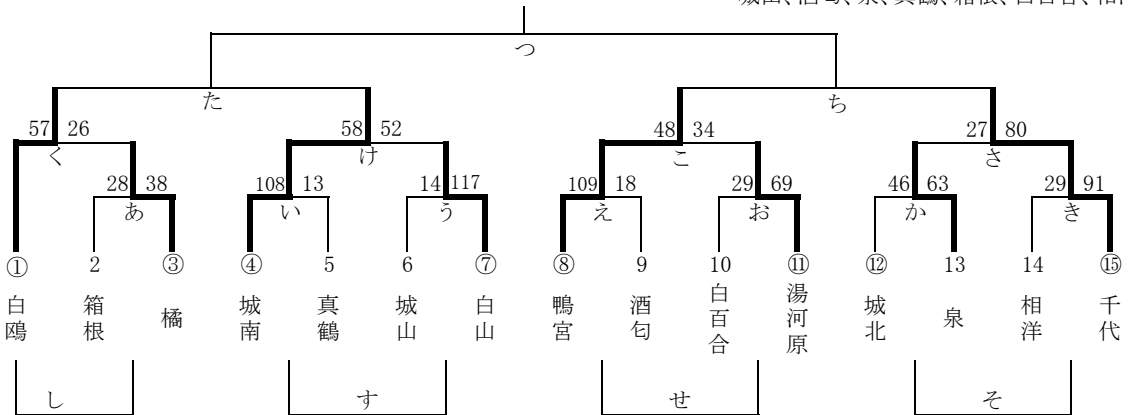 つ
た
ち
57 26
58 52
48 34
27 80
く
け
こ
さ
28 38
108 13
14 117
109 18
29 69
46 63
29 91
あ
い
う
え
お
か
き
① 2 ③ ④ 5 6 ⑦ ⑧ 9 10 ⑪ ⑫ 13 14 ⑮
白鴎
箱根
橘
城南
真鶴
城山
白山
鴨宮
酒匂
白百合
湯河原
城北
泉
相洋
千代
し
す
せ
そ